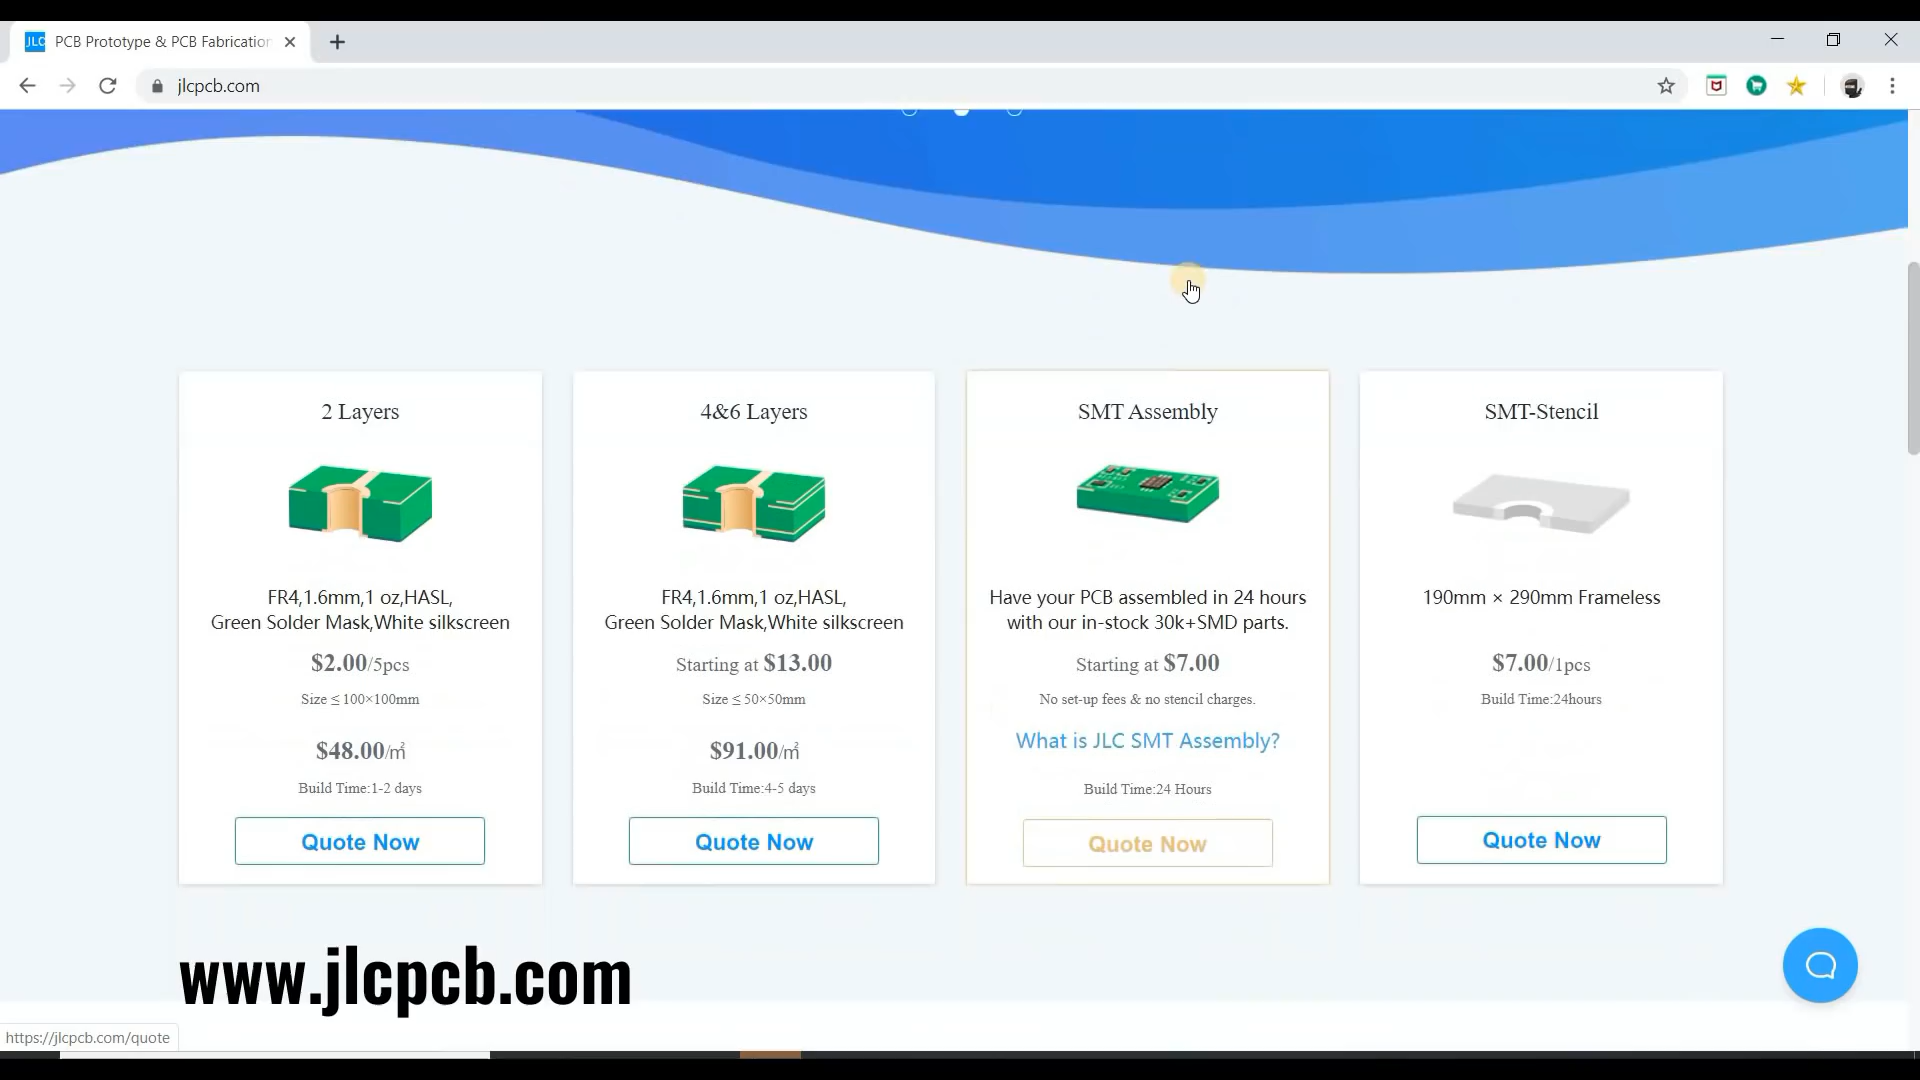 JLC PCB Prototype & PCB Fabrication
jlcpcb.com
2 Layers
FR4,1.6mm,1 oz,HASL,
Green Solder Mask,White silkscreen
$2.00/5pcs
Size ≤ 100×100mm
$48.00/㎡
Build Time:1-2 days
Quote Now
4&6 Layers
FR4,1.6mm,1 oz,HASL,
Green Solder Mask,White silkscreen
Starting at $13.00
Size ≤ 50×50mm
$91.00/㎡
Build Time:4-5 days
Quote Now
SMT Assembly
Have your PCB assembled in 24 hours
with our in-stock 30k+SMD parts.
Starting at $7.00
No set-up fees & no stencil charges.
What is JLC SMT Assembly?
Build Time:24 Hours
Quote Now
SMT-Stencil
190mm × 290mm Frameless
$7.00/1pcs
Build Time:24hours
Quote Now
www.jlcpcb.com
https://jlcpcb.com/quote